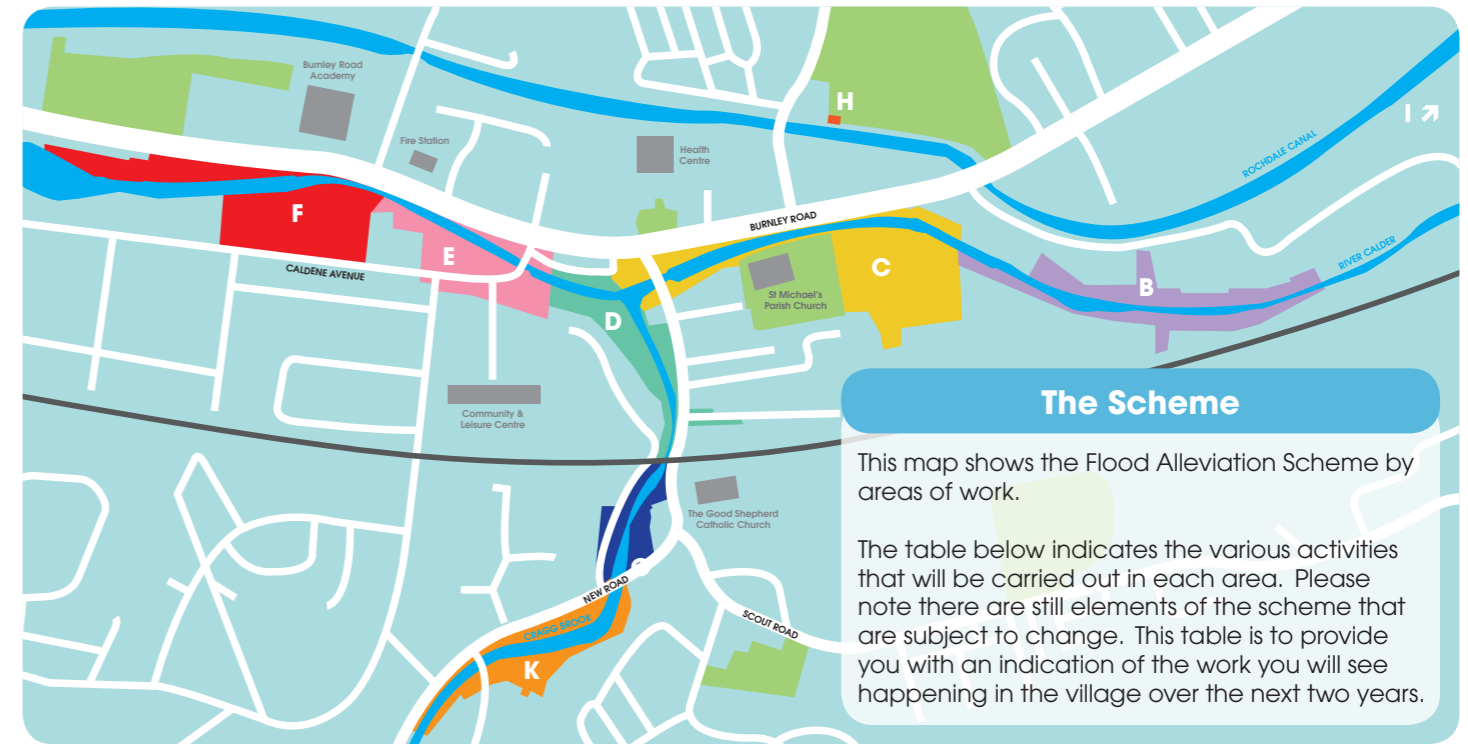 Burnley Road
Academy
H
I
Fire Station
Health
Centre
ROCHDALE CANAL
F
BURNLEY ROAD
E
CALDENE AVENUE
C
RIVER CALDER
B
St Michael's
Parish Church
D
Community &
Leisure Centre
The Good Shepherd
Catholic Church
NEW ROAD
CRAGG BROOK
SCOUT ROAD
K
The Scheme
This map shows the Flood Alleviation Scheme by
areas of work.
The table below indicates the various activities
that will be carried out in each area. Please
note there are still elements of the scheme that
are subject to change. This table is to provide
you with an indication of the work you will see
happening in the village over the next two years.